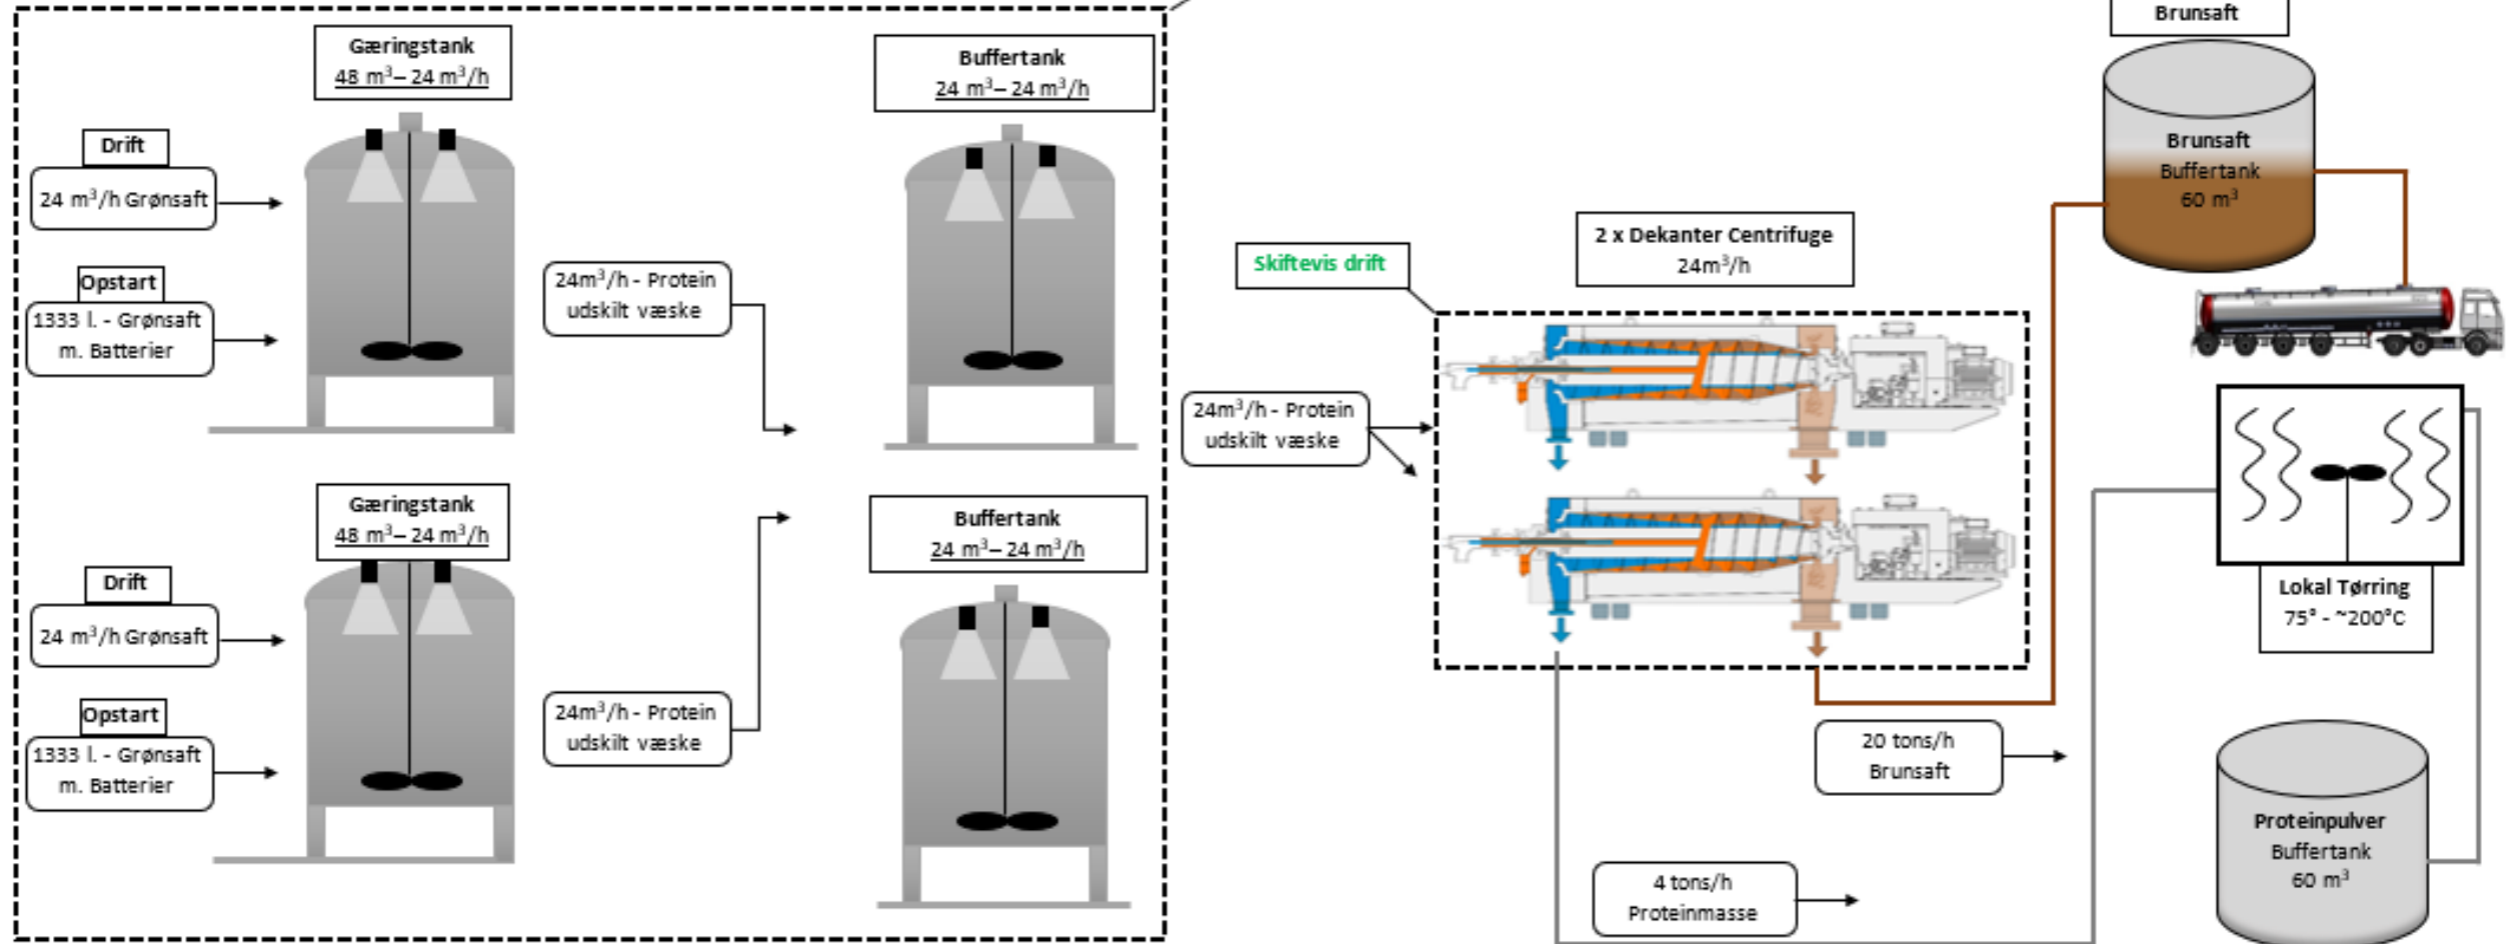 Gæringstank
48 m³– 24 m³/h
Drift
24 m³/h Grønsaft
Opstart
1333 l. - Grønsaft
m. Batterier
24m³/h - Protein
udskilt væske
Buffertank
24 m³– 24 m³/h
Gæringstank
48 m³– 24 m³/h
Drift
24 m³/h Grønsaft
Opstart
1333 l. - Grønsaft
m. Batterier
24m³/h - Protein
udskilt væske
Buffertank
24 m³– 24 m³/h
Skiftevis drift
2 x Dekanter Centrifuge
24m³/h
24m³/h - Protein
udskilt væske
20 tons/h
Brunsaft
4 tons/h
Proteinmasse
Brunsaft
Brunsaft
Buffertank
60 m³
Lokal Tørring
75° - ~200°C
Proteinpulver
Buffertank
60 m³